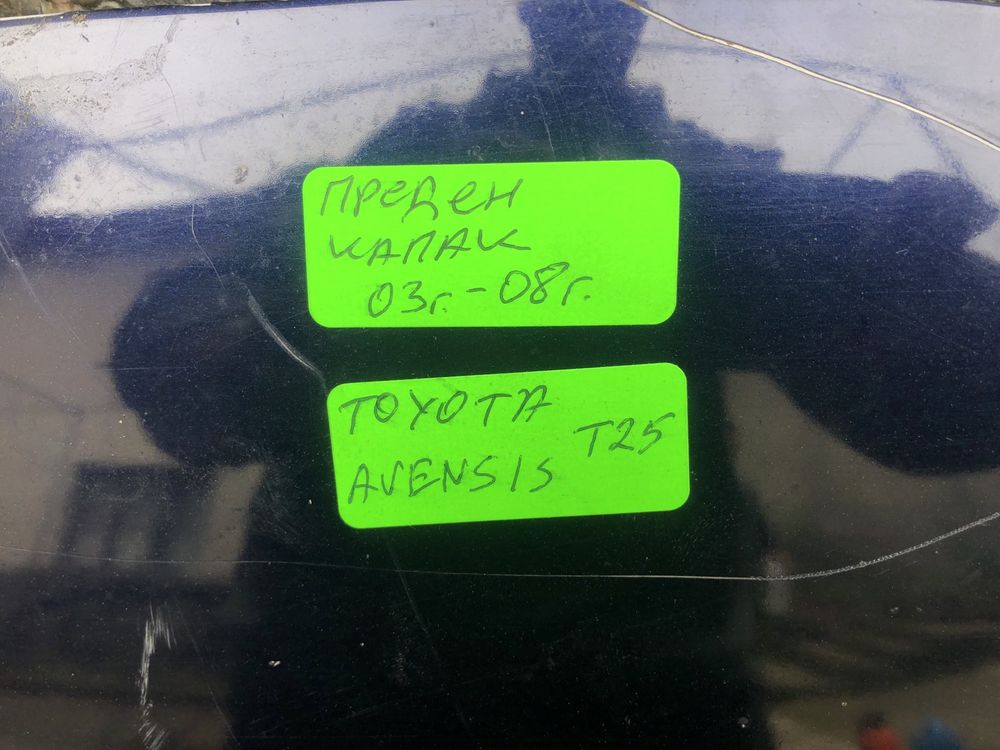 ПРЕДЕН
КАПАК
03г.-08г.
TOYOTA
T25
AVENSIS